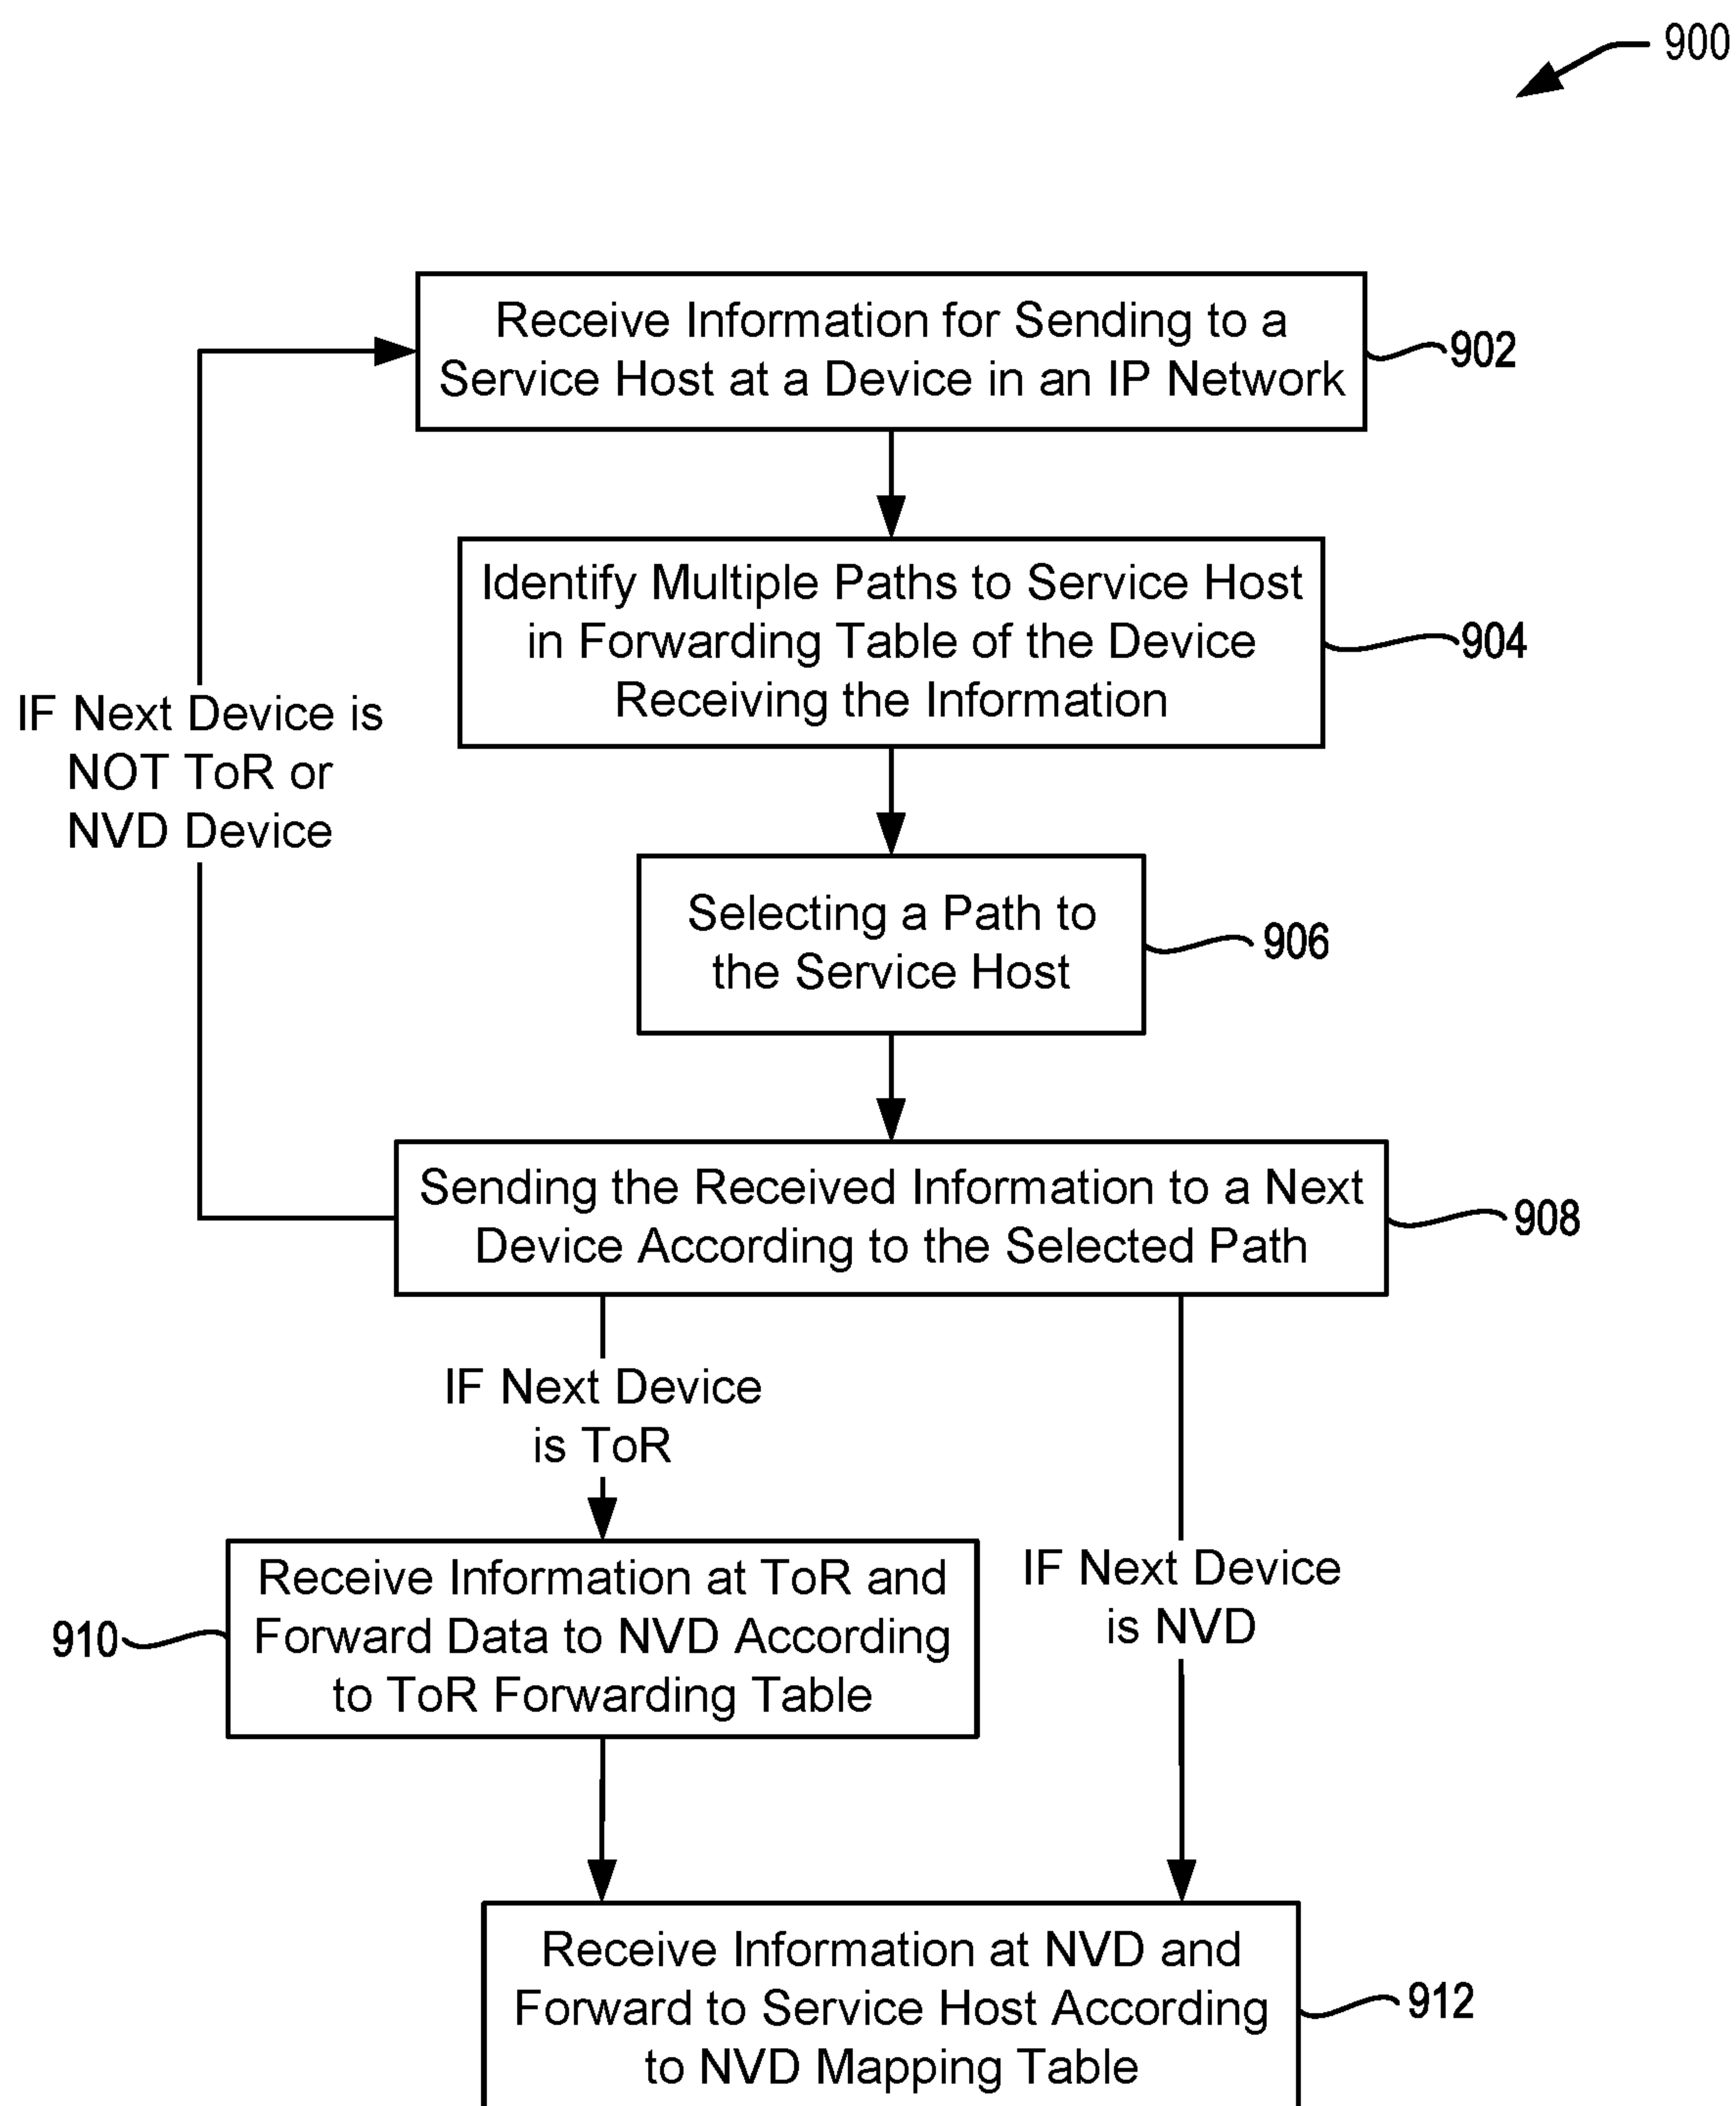 900
Receive Information for Sending to a
Service Host at a Device in an IP Network
902
Identify Multiple Paths to Service Host
in Forwarding Table of the Device
Receiving the Information
904
IF Next Device is
NOT ToR or
NVD Device
Selecting a Path to
the Service Host
906
Sending the Received Information to a Next
Device According to the Selected Path
908
IF Next Device
is ToR
Receive Information at ToR and
Forward Data to NVD According
to ToR Forwarding Table
910
IF Next Device
is NVD
Receive Information at NVD and
Forward to Service Host According
to NVD Mapping Table
912